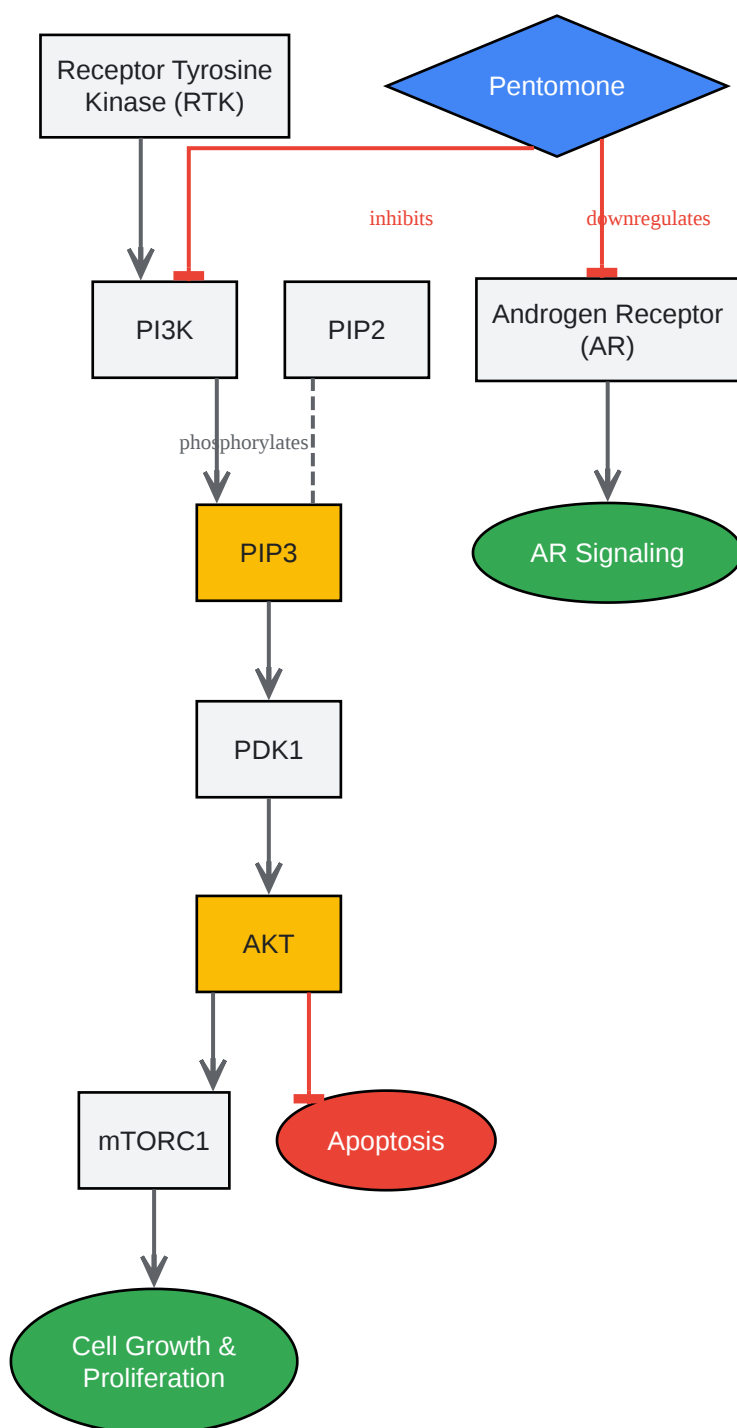 Receptor Tyrosine
Kinase (RTK)
Pentomone
inhibits
downregulates
PI3K
PIP2
Androgen Receptor
(AR)
phosphorylates
PIP3
AR Signaling
PDK1
AKT
mTORC1
Apoptosis
Cell Growth &
Proliferation